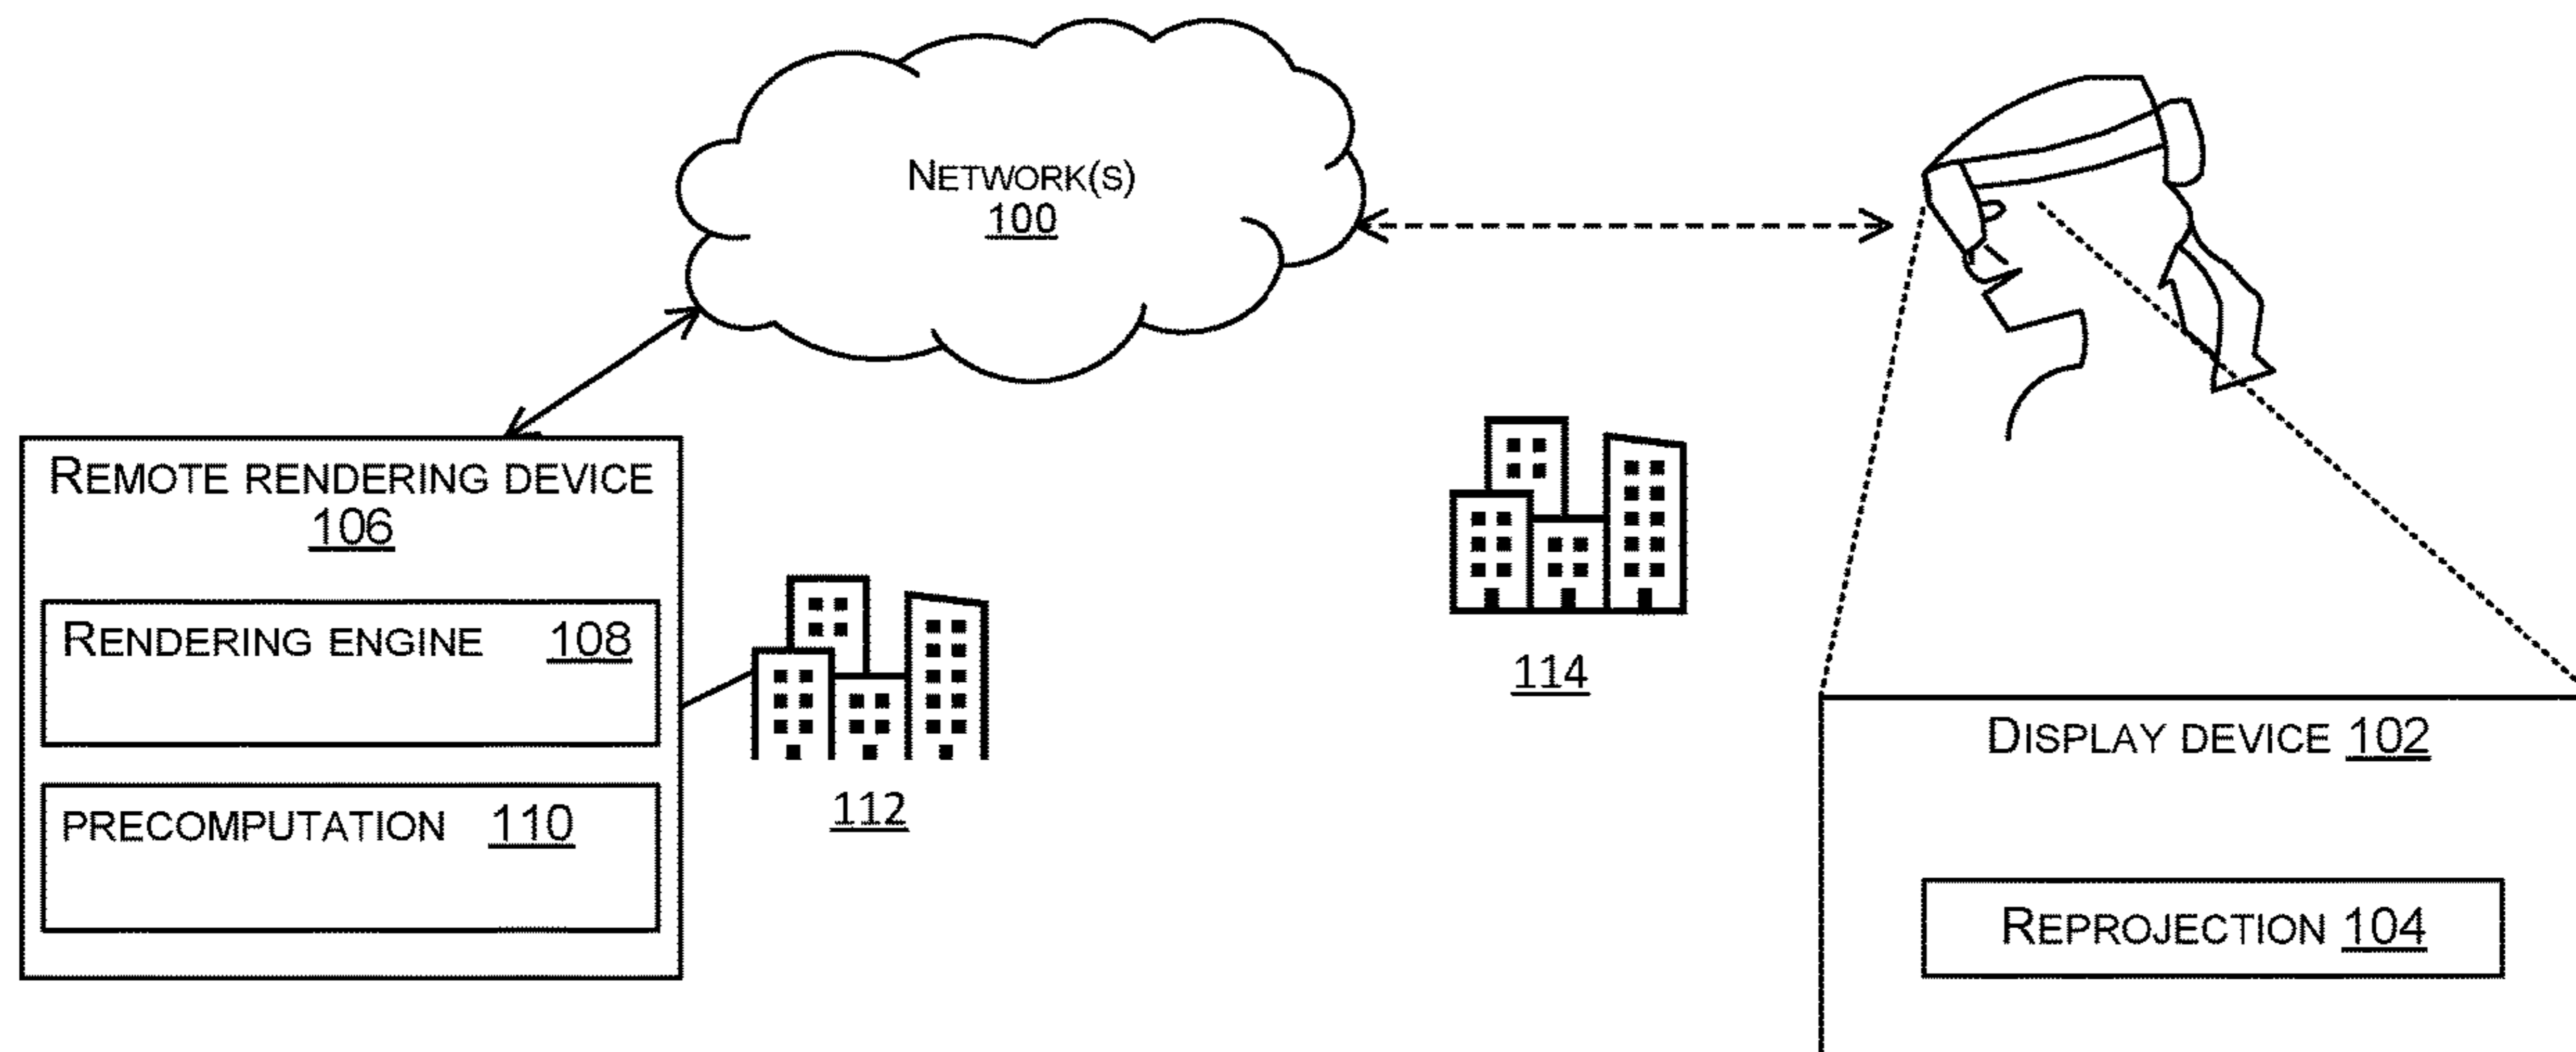 NETWORK(S)
100
REMOTE RENDERING DEVICE
106
RENDERING ENGINE 108
PRECOMPUTATION 110
112
114
DISPLAY DEVICE 102
REPROJECTION 104